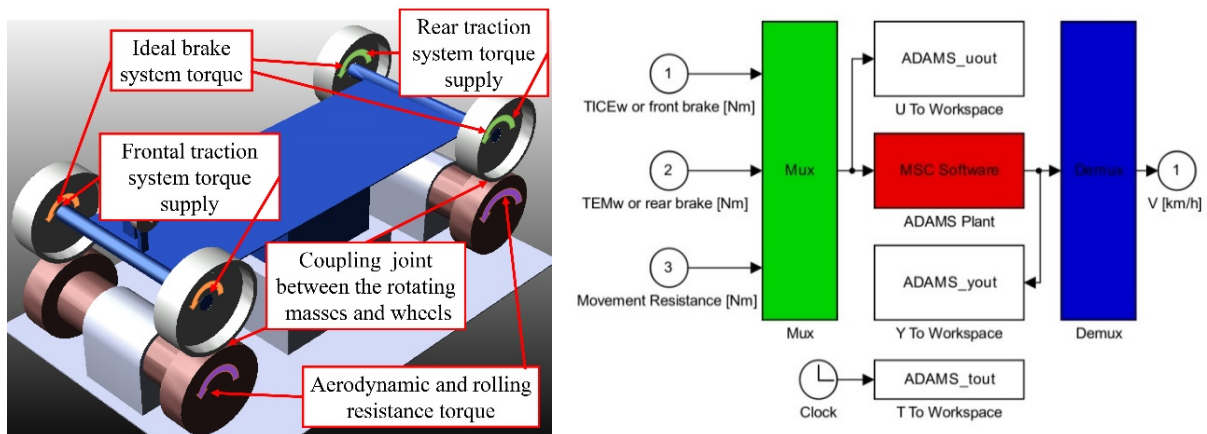 Ideal brake
system torque
Rear traction
system torque
supply
Frontal traction
system torque
supply
Coupling joint
between the rotating
masses and wheels
Aerodynamic and rolling
resistance torque
1
TICEw or front brake [Nm]
2
TEMw or rear brake [Nm]
3
Movement Resistance [Nm]
Mux
Mux
ADAMS_uout
U To Workspace
MSC Software
ADAMS Plant
ADAMS_yout
Y To Workspace
Demux
Demux
1
V [km/h]
Clock
ADAMS_tout
T To Workspace